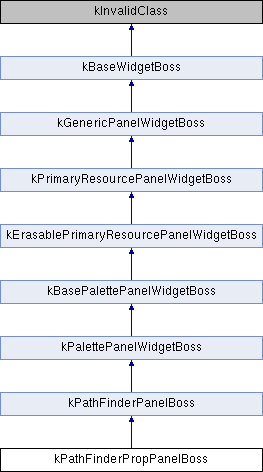 kInvalidClass
kBaseWidgetBoss
kGenericPanelWidgetBoss
kPrimaryResourcePanelWidgetBoss
kErasablePrimaryResourcePanelWidgetBoss
kBasePalettePanelWidgetBoss
kPalettePanelWidgetBoss
kPathFinderPanelBoss
kPathFinderPropPanelBoss